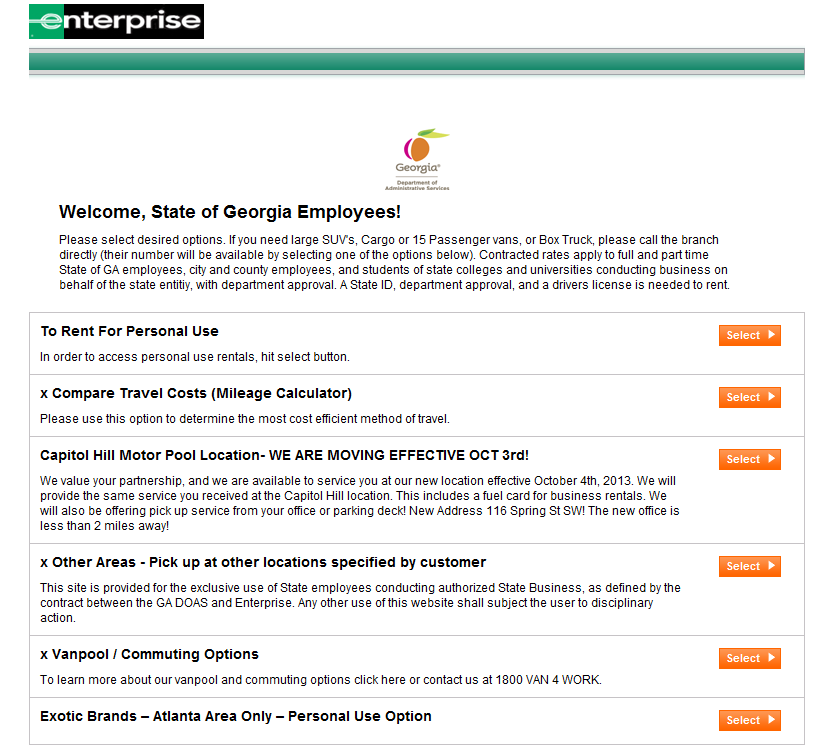 enterprise
Georgia®
Department of
Administrative Services
Welcome, State of Georgia Employees!
Please select desired options. If you need large SUV's, Cargo or 15 Passenger vans, or Box Truck, please call the branch
directly (their number will be available by selecting one of the options below). Contracted rates apply to full and part time
State of GA employees, city and county employees, and students of state colleges and universities conducting business on
behalf of the state entitiy, with department approval. A State ID, department approval, and a drivers license is needed to rent.
To Rent For Personal Use
Select
In order to access personal use rentals, hit select button.
x Compare Travel Costs (Mileage Calculator)
Select
Please use this option to determine the most cost efficient method of travel.
Capitol Hill Motor Pool Location- WE ARE MOVING EFFECTIVE OCT 3rd!
Select
We value your partnership, and we are available to service you at our new location effective October 4th, 2013. We will
provide the same service you received at the Capitol Hill location. This includes a fuel card for business rentals. We
will also be offering pick up service from your office or parking deck! New Address 116 Spring St SW! The new office is
less than 2 miles away!
x Other Areas - Pick up at other locations specified by customer
Select
This site is provided for the exclusive use of State employees conducting authorized State Business, as defined by the
contract between the GA DOAS and Enterprise. Any other use of this website shall subject the user to disciplinary
action.
x Vanpool / Commuting Options
Select
To learn more about our vanpool and commuting options click here or contact us at 1800 VAN 4 WORK.
Exotic Brands – Atlanta Area Only – Personal Use Option
Select